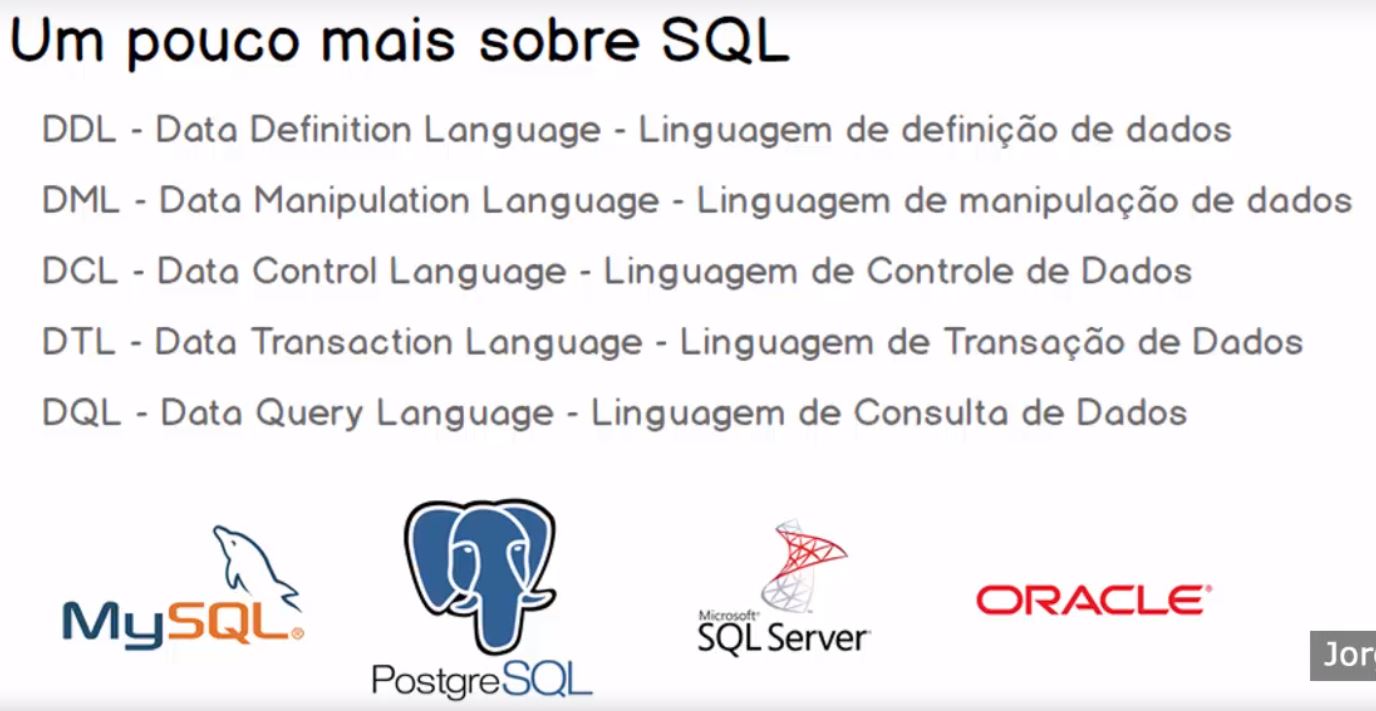 Um pouco mais sobre SQL
DDL - Data Definition Language - Linguagem de definição de dados
DML - Data Manipulation Language - Linguagem de manipulação de dados
DCL - Data Control Language - Linguagem de Controle de Dados
DTL - Data Transaction Language - Linguagem de Transação de Dados
DQL - Data Query Language - Linguagem de Consulta de Dados
MySQL®
PostgreSQL
Microsoft®
SQL Server
ORACLE®